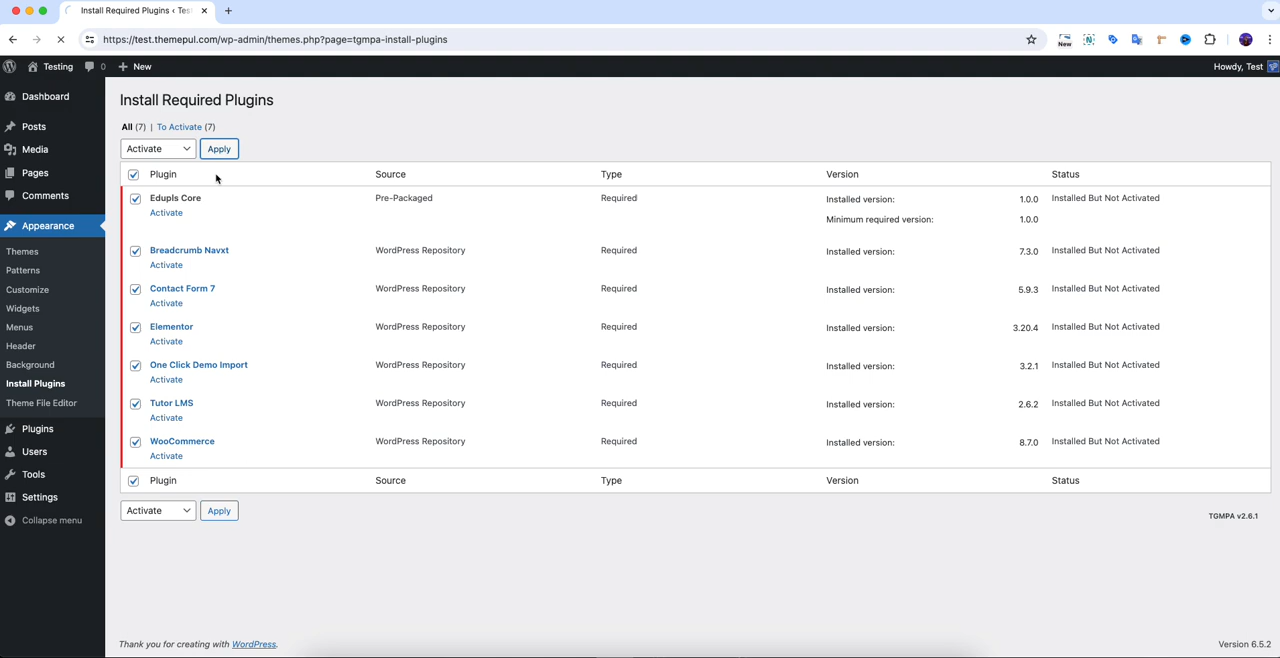 Install Required Plugins ‹ Tes
https://test.themepul.com/wp-admin/themes.php?page=tgmpa-install-plugins
New
N
Testing 0 New Howdy, Test
Dashboard
Posts
Media
Pages
Comments
Appearance
Themes
Patterns
Customize
Widgets
Menus
Header
Background
Install Plugins
Theme File Editor
Plugins
Users
Tools
Settings
Collapse menu
Install Required Plugins
All (7) | To Activate (7)
Activate Apply
Plugin Source Type Version Status
Edupls Core Pre-Packaged Required Installed version: 1.0.0 Installed But Not Activated
Activate Minimum required version: 1.0.0
Breadcrumb Navxt WordPress Repository Required Installed version: 7.3.0 Installed But Not Activated
Activate
Contact Form 7 WordPress Repository Required Installed version: 5.9.3 Installed But Not Activated
Activate
Elementor WordPress Repository Required Installed version: 3.20.4 Installed But Not Activated
Activate
One Click Demo Import WordPress Repository Required Installed version: 3.2.1 Installed But Not Activated
Activate
Tutor LMS WordPress Repository Required Installed version: 2.6.2 Installed But Not Activated
Activate
WooCommerce WordPress Repository Required Installed version: 8.7.0 Installed But Not Activated
Activate
Plugin Source Type Version Status
Activate Apply
TGMPA v2.6.1
Thank you for creating with WordPress. Version 6.5.2